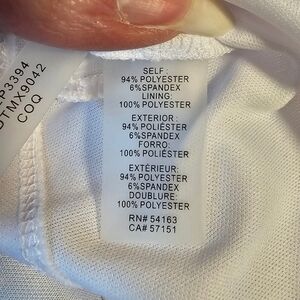 P3394
DTMX9042
COQ
SELF :
94% POLYESTER
6%SPANDEX
LINING:
100% POLYESTER
EXTERIOR :
94% POLIÉSTER
6%SPANDEX
FORRO:
100% POLIÉSTER
EXTÉRIEUR:
94% POLYESTER
6%SPANDEX
DOUBLURE:
100% POLYESTER
RN# 54163
CA# 57151